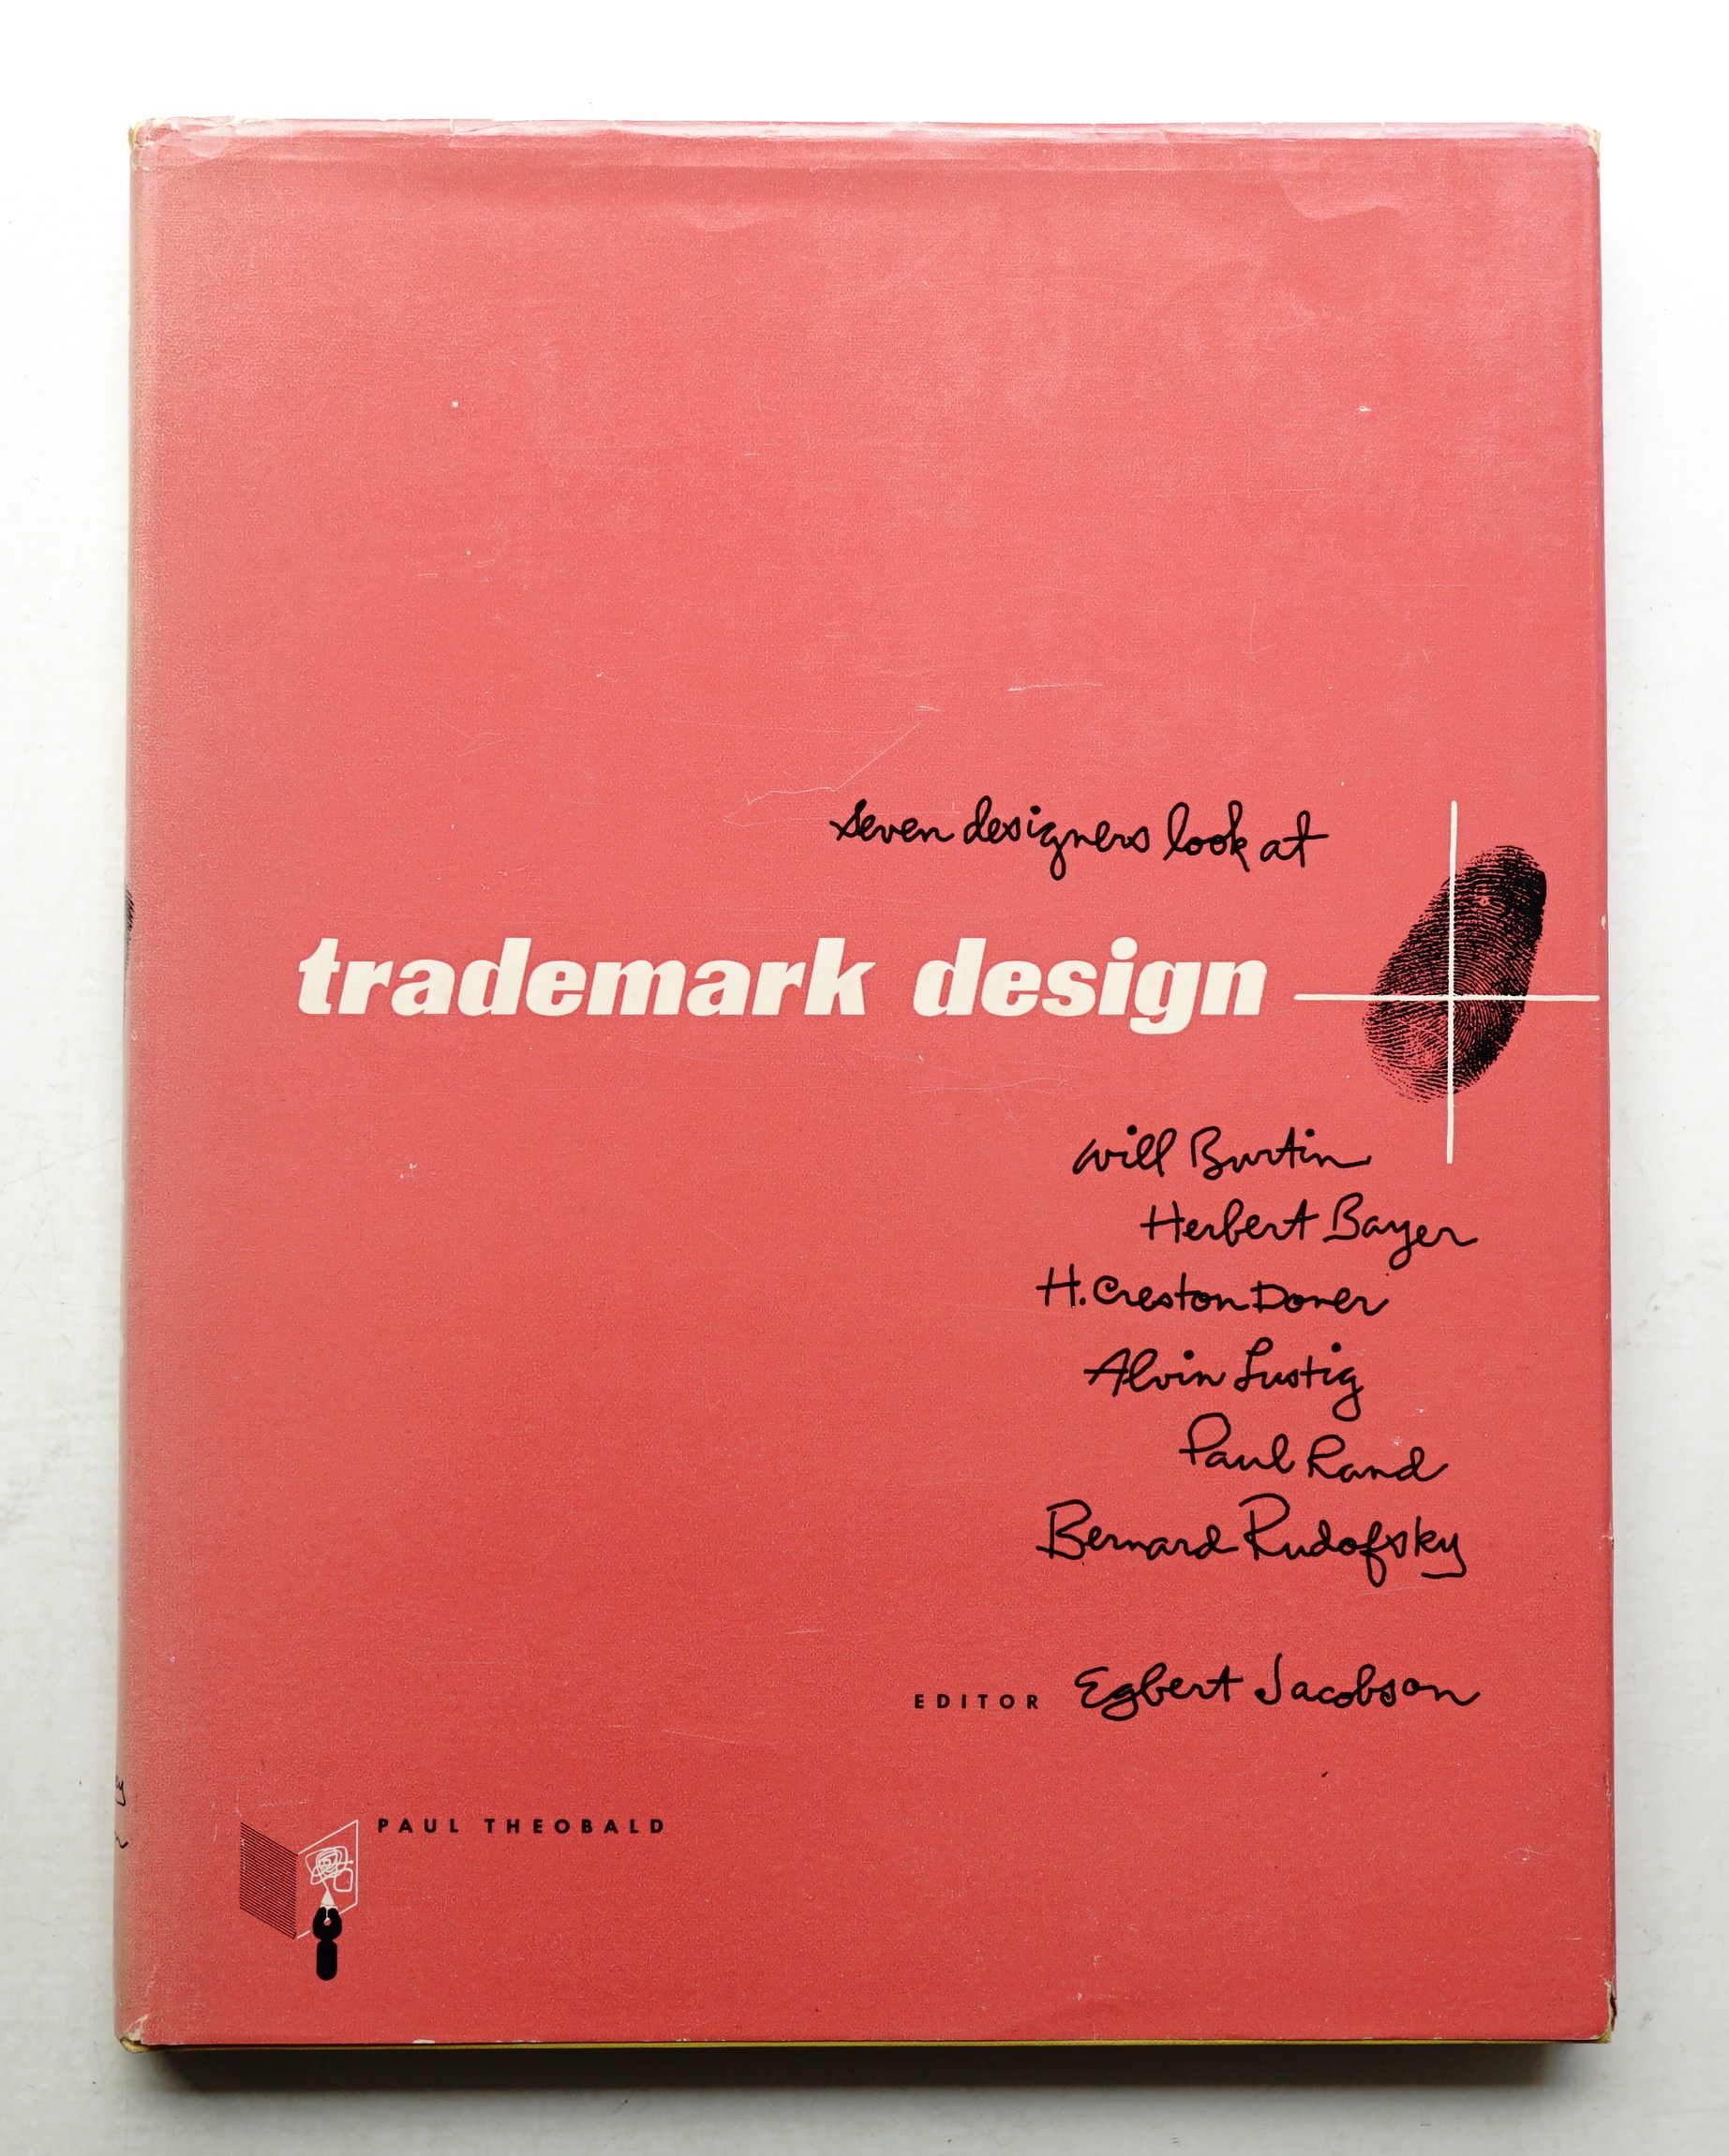 seven designers look at
trademark design
Will Burtin
Herbert Bayer
H. Creston Doner
Alvin Lustig
Paul Rand
Bernard Rudofsky
EDITOR Egbert Jacobson
PAUL THEOBALD